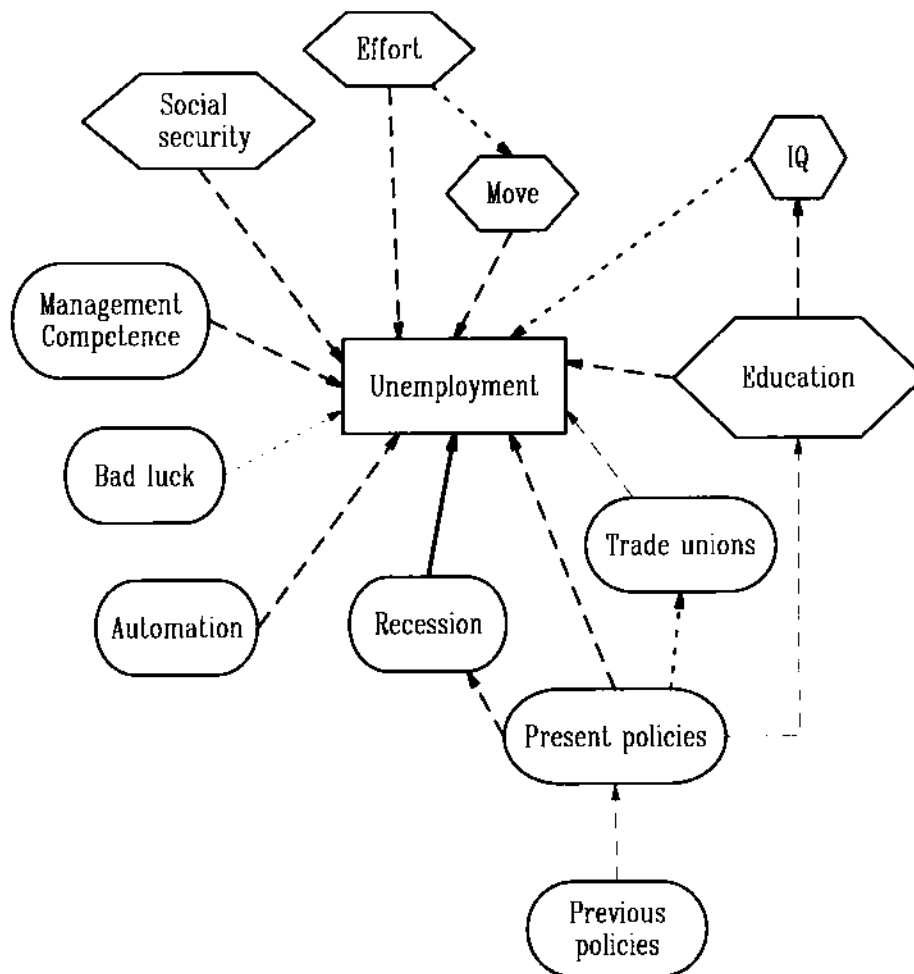 Effort
Social
security
IQ
Move
Management
Competence
Unemployment
Education
Bad luck
Trade unions
Automation
Recession
Present policies
Previous
policies